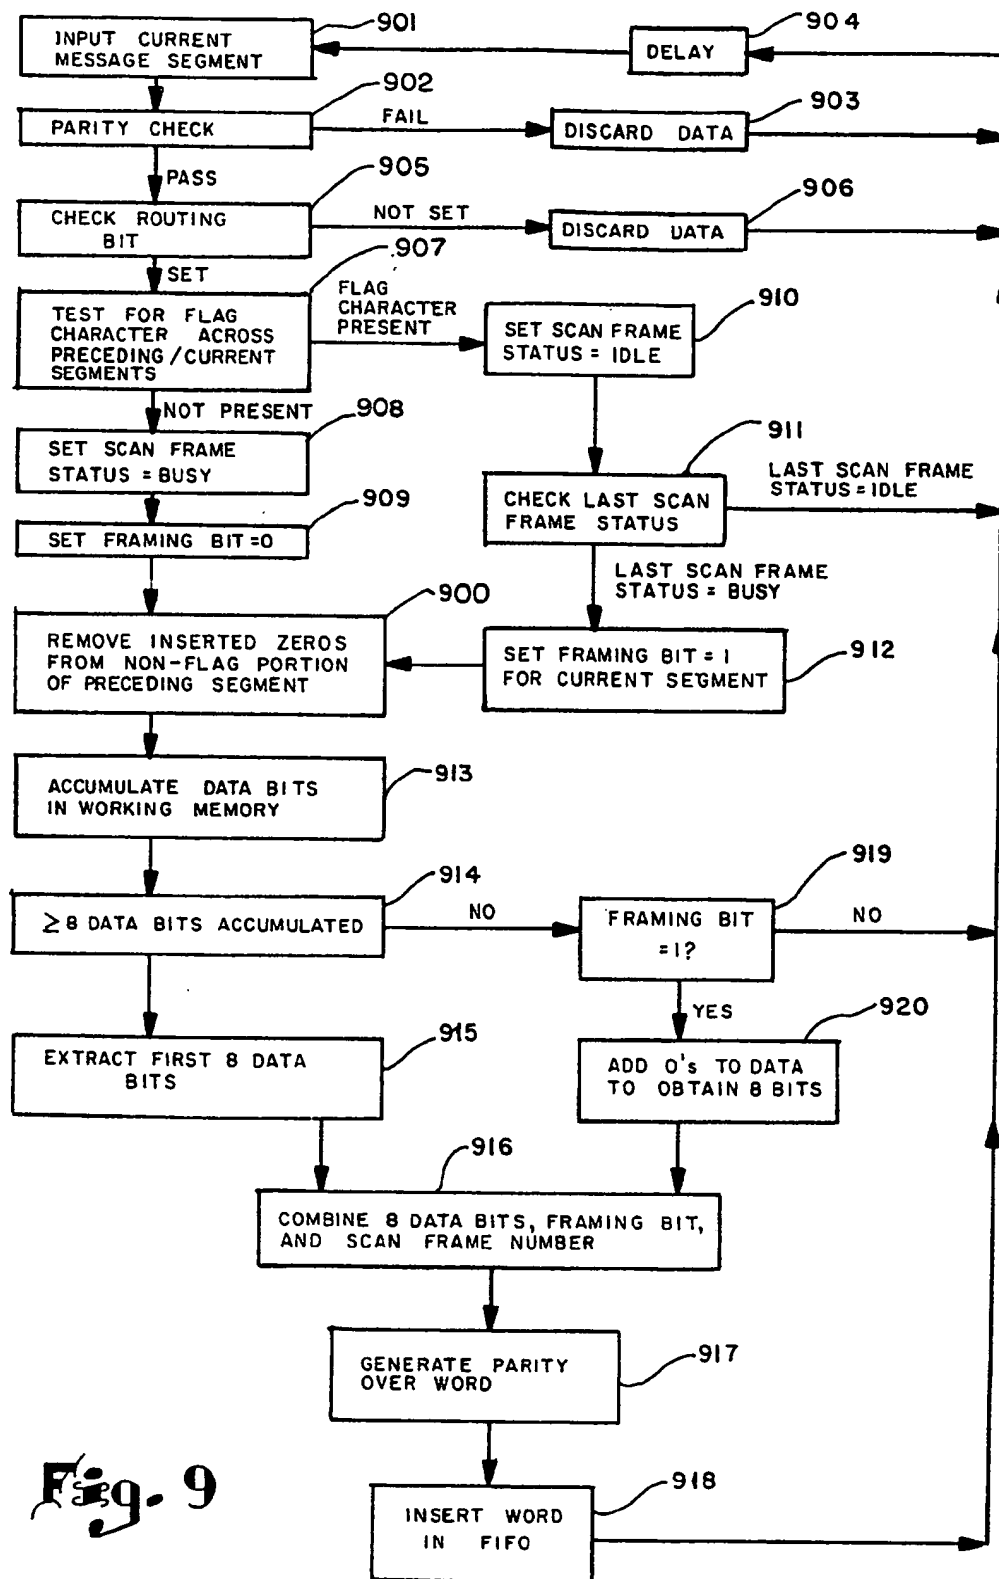 901
904
INPUT CURRENT
MESSAGE SEGMENT
DELAY
902
903
PARITY CHECK
FAIL
DISCARD DATA
PASS
905
906
CHECK ROUTING
BIT
NOT SET
DISCARD DATA
907
SET
FLAG
CHARACTER
PRESENT
910
TEST FOR FLAG
CHARACTER ACROSS
PRECEDING/CURRENT
SEGMENTS
SET SCAN FRAME
STATUS = IDLE
NOT PRESENT
908
911
SET SCAN FRAME
STATUS = BUSY
LAST SCAN FRAME
STATUS = IDLE
CHECK LAST SCAN
FRAME STATUS
909
SET FRAMING BIT =0
LAST SCAN FRAME
STATUS = BUSY
900
REMOVE INSERTED ZEROS
FROM NON-FLAG PORTION
OF PRECEDING SEGMENT
SET FRAMING BIT = 1
FOR CURRENT SEGMENT
912
913
ACCUMULATE DATA BITS
IN WORKING MEMORY
914
919
≥ 8 DATA BITS ACCUMULATED
NO
FRAMING BIT
=1?
NO
YES
915
920
EXTRACT FIRST 8 DATA
BITS
ADD O's TO DATA
TO OBTAIN 8 BITS
916
COMBINE 8 DATA BITS, FRAMING BIT,
AND SCAN FRAME NUMBER
917
GENERATE PARITY
OVER WORD
918
INSERT WORD
IN FIFO
Fig. 9